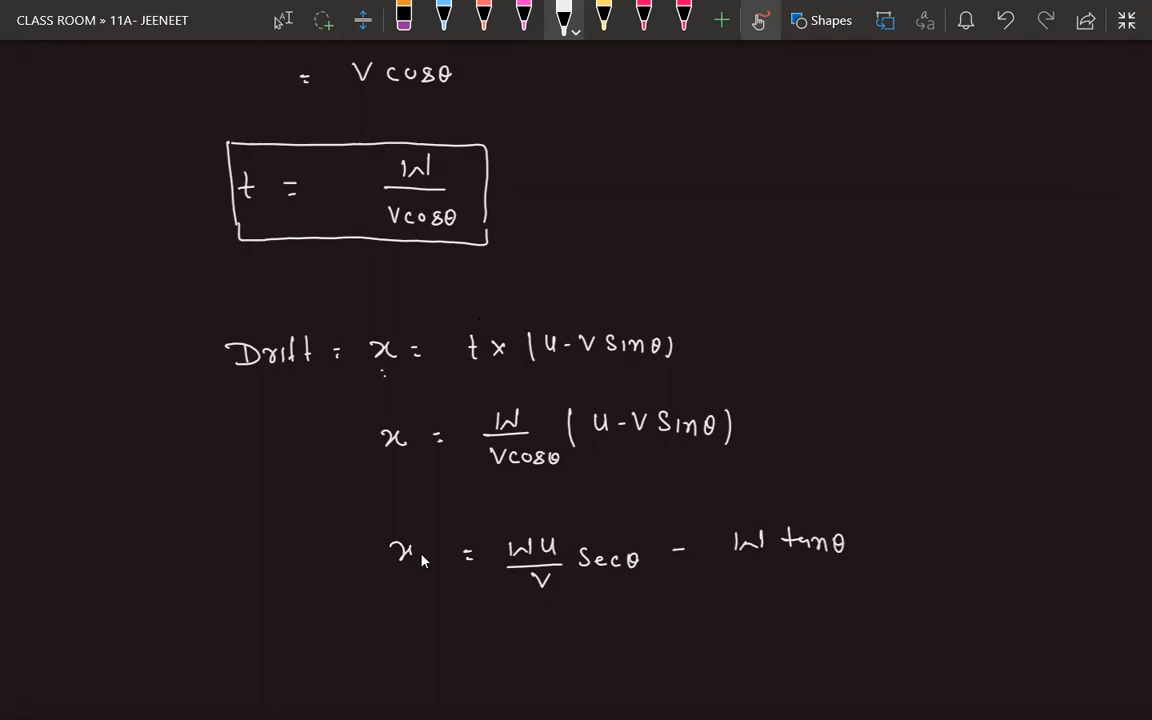 CLASS ROOM » 11A- JEENEET
Shapes
= V cosθ
t = W / Vcosθ
Drift = x = t × (U - V Sinθ)
x = W / Vcosθ (U - V Sinθ)
x = WU / V Secθ - W tanθ